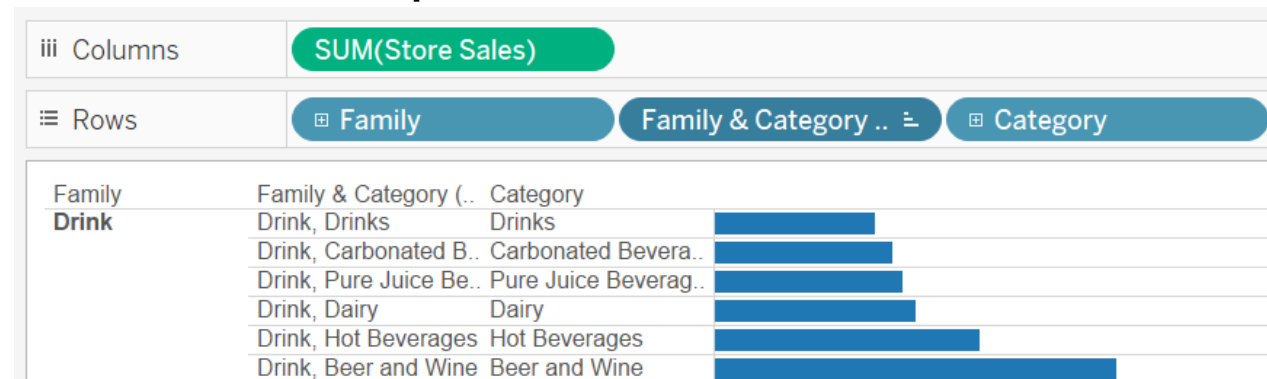 Columns SUM(Store Sales)
Rows Family Family & Category .. Category
Family Family & Category (.. Category
Drink Drink, Drinks Drinks
Drink, Carbonated B.. Carbonated Bevera..
Drink, Pure Juice Be.. Pure Juice Beverag..
Drink, Dairy Dairy
Drink, Hot Beverages Hot Beverages
Drink, Beer and Wine Beer and Wine